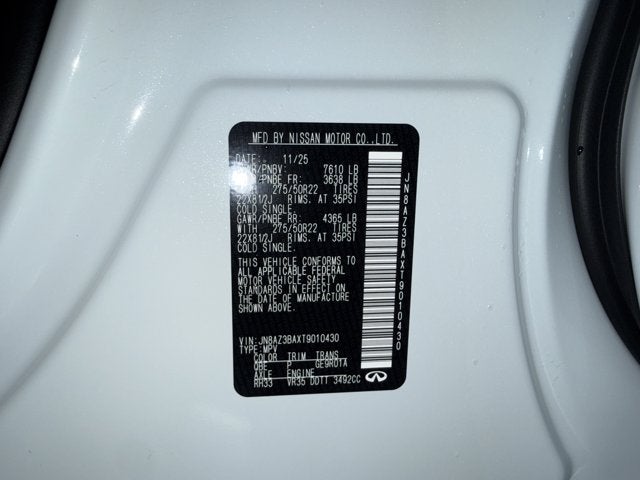 MFD BY NISSAN MOTOR CO.,LTD.
DATE: 11/25
GVWR/PNBV: 7610 LB
GAWR/PNBE FR: 3638 LB
WITH 275/50R22 TIRES
22X8 1/2J RIMS. AT 35PSI
COLD SINGLE.
GAWR/PNBE RR: 4365 LB
WITH 275/50R22 TIRES
22X8 1/2J RIMS. AT 35PSI
COLD SINGLE.
THIS VEHICLE CONFORMS TO
ALL APPLICABLE FEDERAL
MOTOR VEHICLE SAFETY
STANDARDS IN EFFECT ON
THE DATE OF MANUFACTURE
SHOWN ABOVE.
VIN:JN8AZ3BAXT9010430
TYPE:MPV
COLOR TRIM TRANS
QBE P GE9R01A
AXLE ENGINE
RH33 VR35 DDTT 3492CC
JN8AZ3BAXT9010430